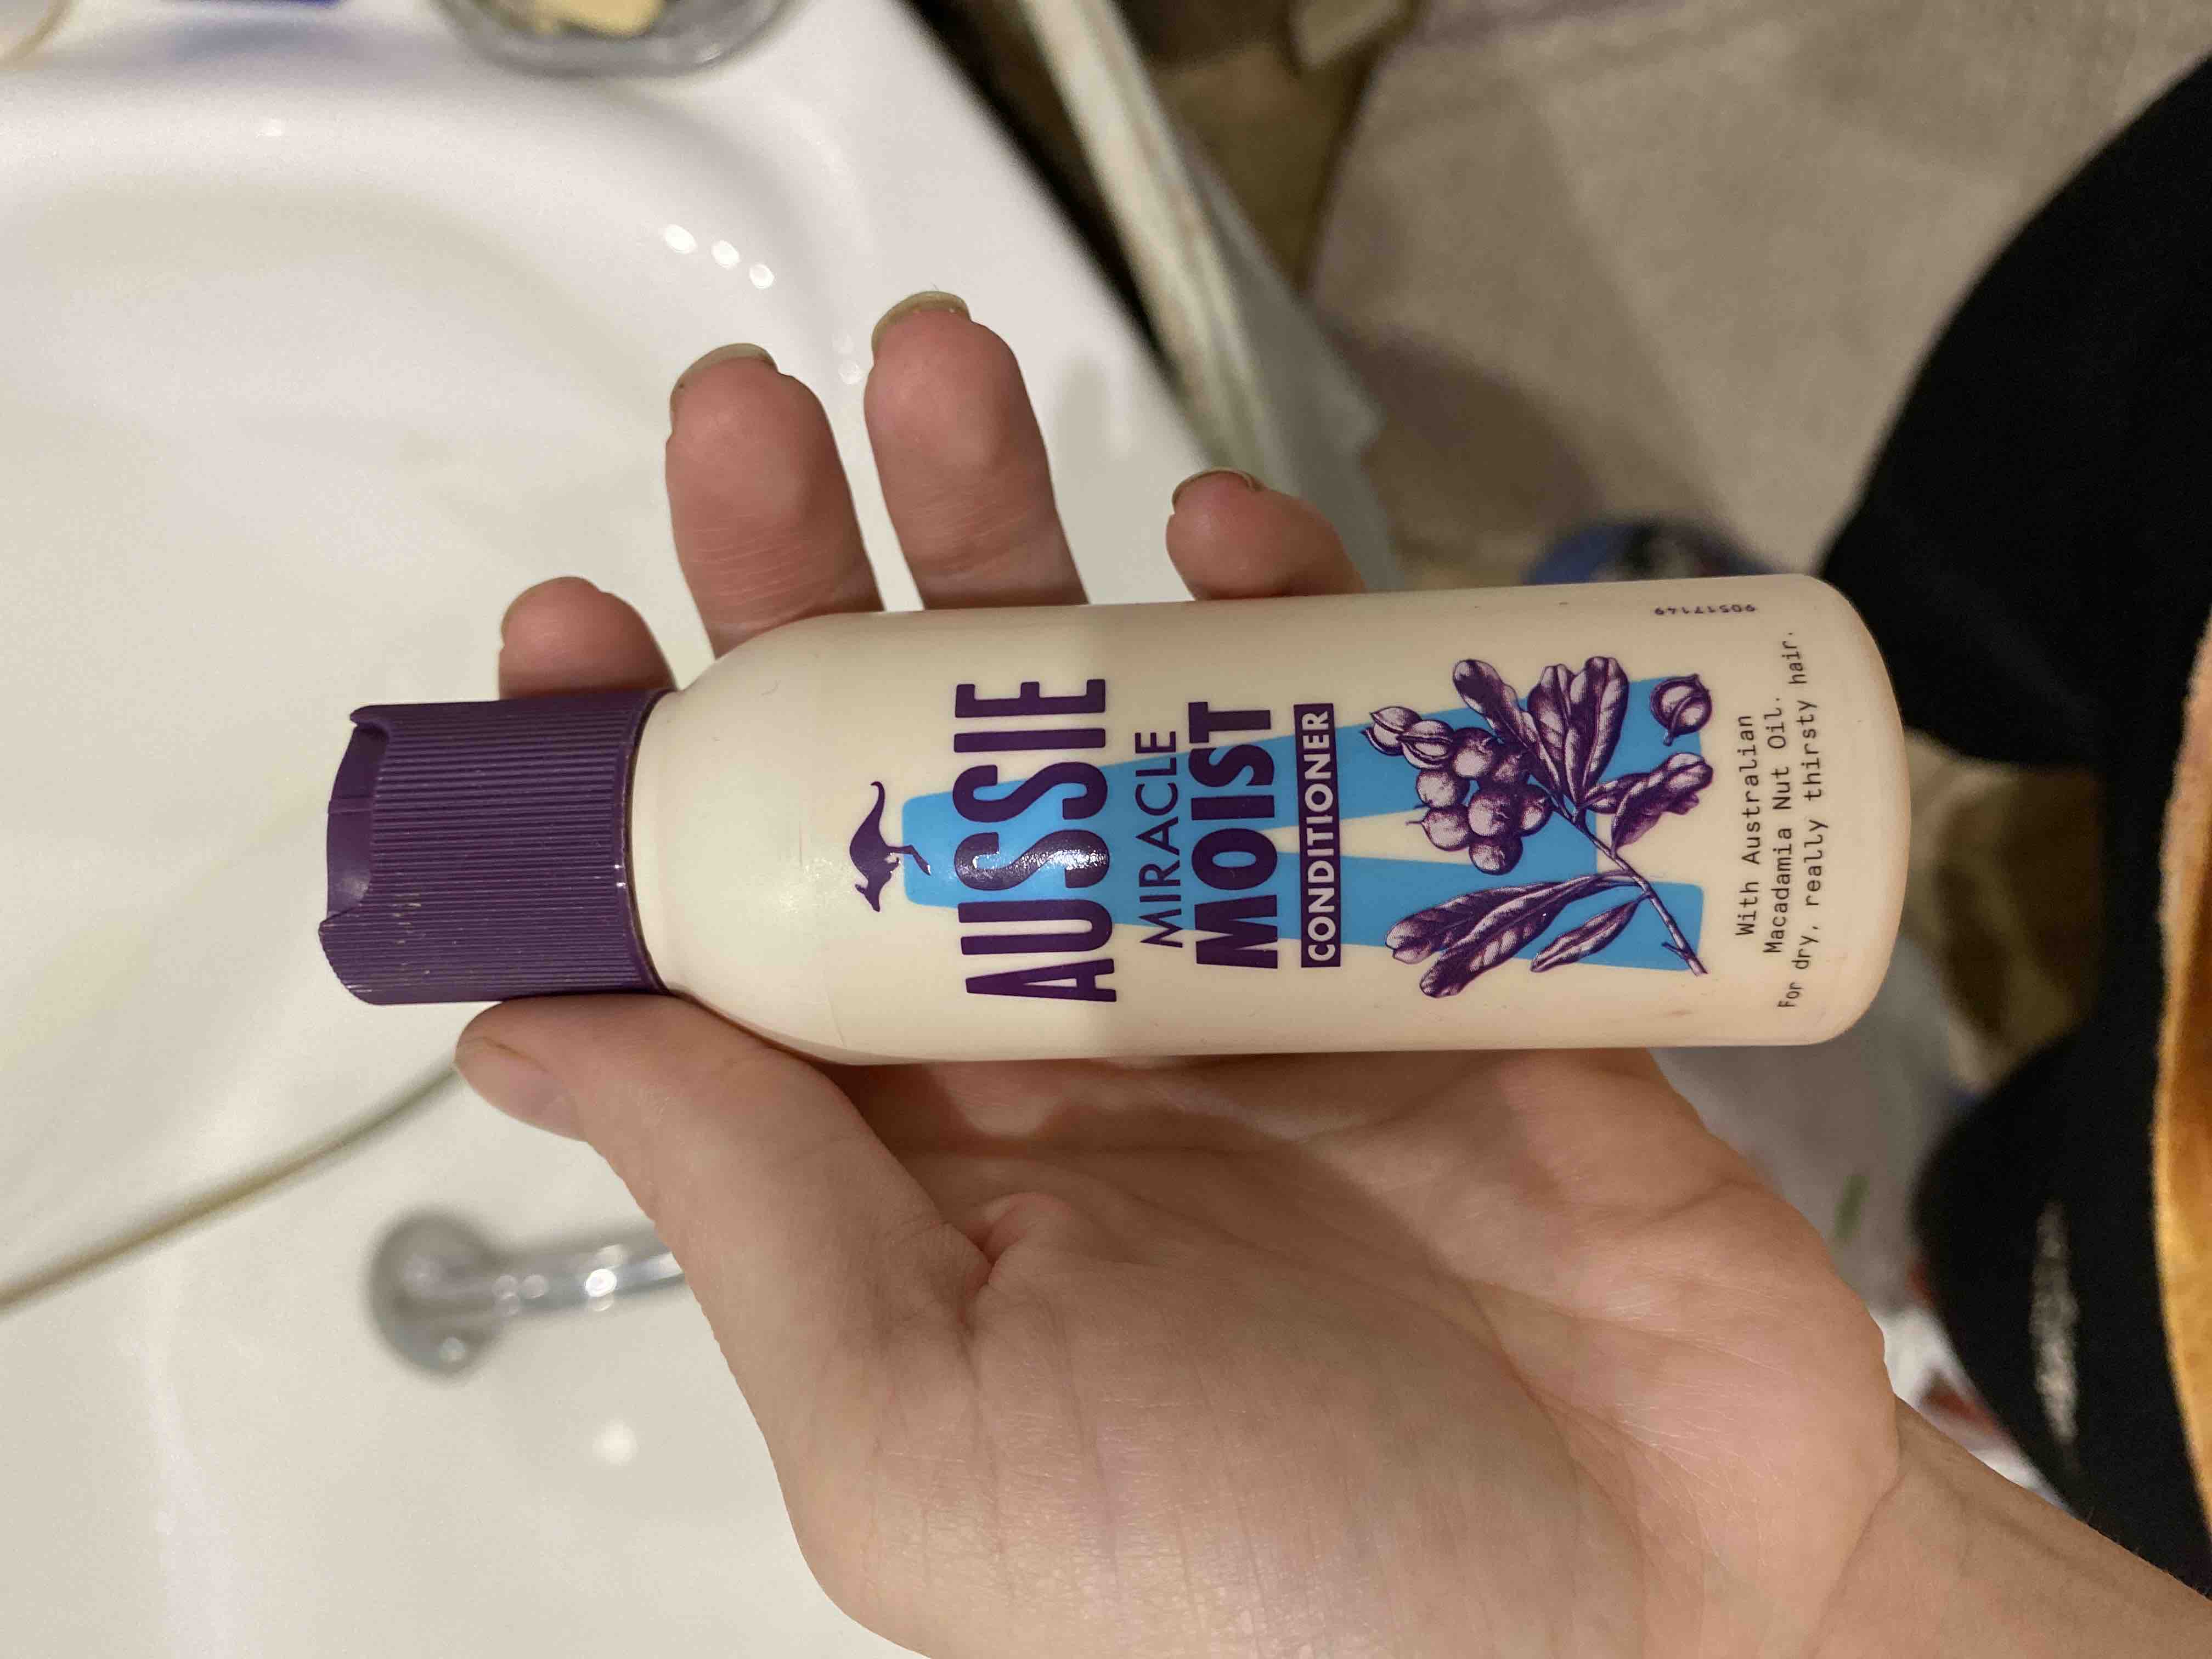 AUSSIE
MIRACLE
MOIST
CONDITIONER
With Australian
Macadamia Nut Oil.
For dry, really thirsty hair.
90517149